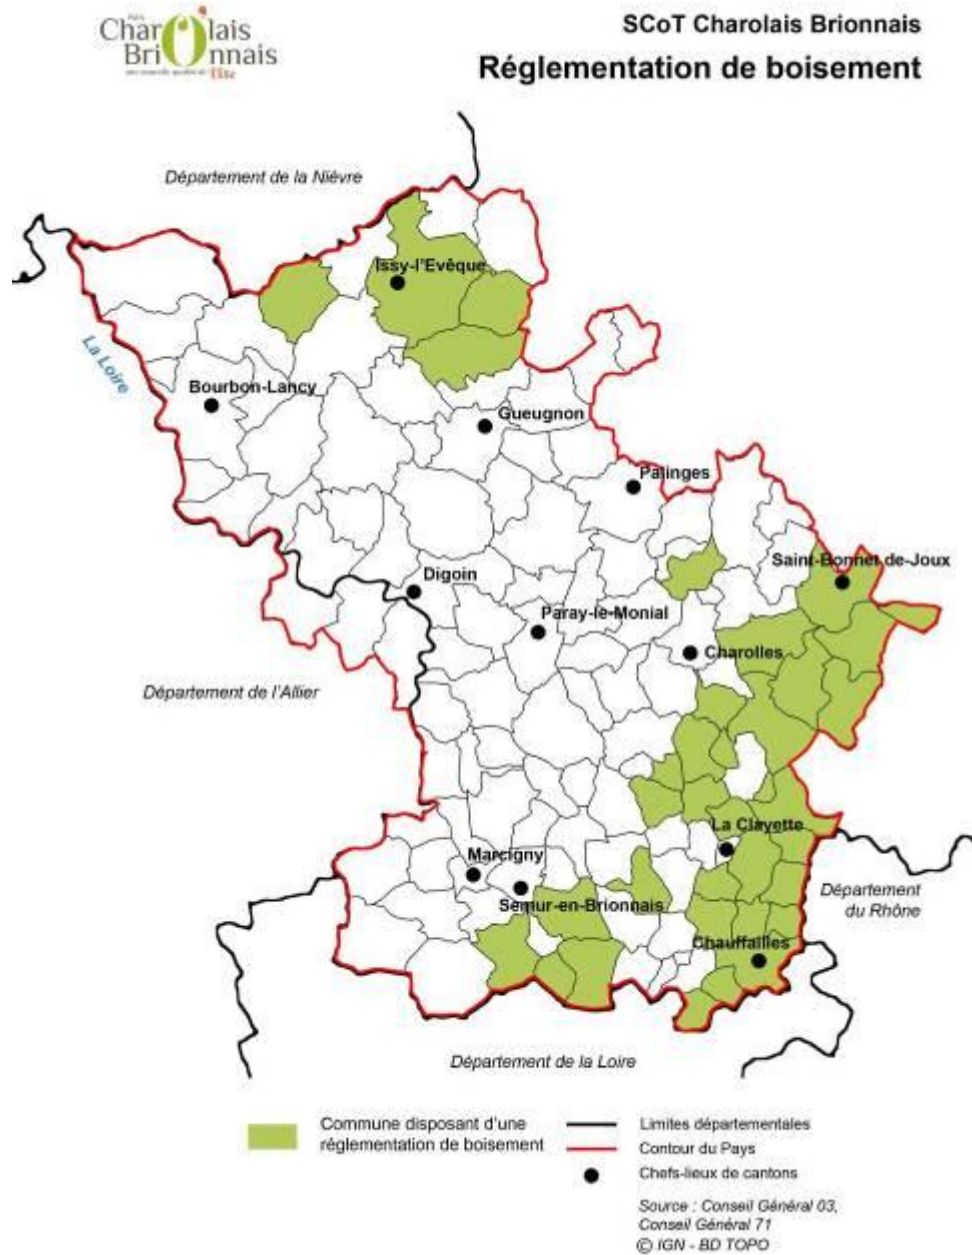 PAYS
Charolais
Brionnais
SCoT Charolais Brionnais
Réglementation de boisement
Département de la Nièvre
Issy-l'Evêque
La Loire
Bourbon-Lancy
Gueugnon
Palinges
Saint-Bonnet de-Joux
Digoin
Paray-le-Monial
Charolles
Département de l'Allier
La Clayette
Marcigny
Semur-en-Brionnais
Département
du Rhône
Chauffailles
Département de la Loire
Commune disposant d'une
réglementation de boisement
Limites départementales
Contour du Pays
Chefs-lieux de cantons
Source : Conseil Général 03,
Conseil Général 71
© IGN - BD TOPO